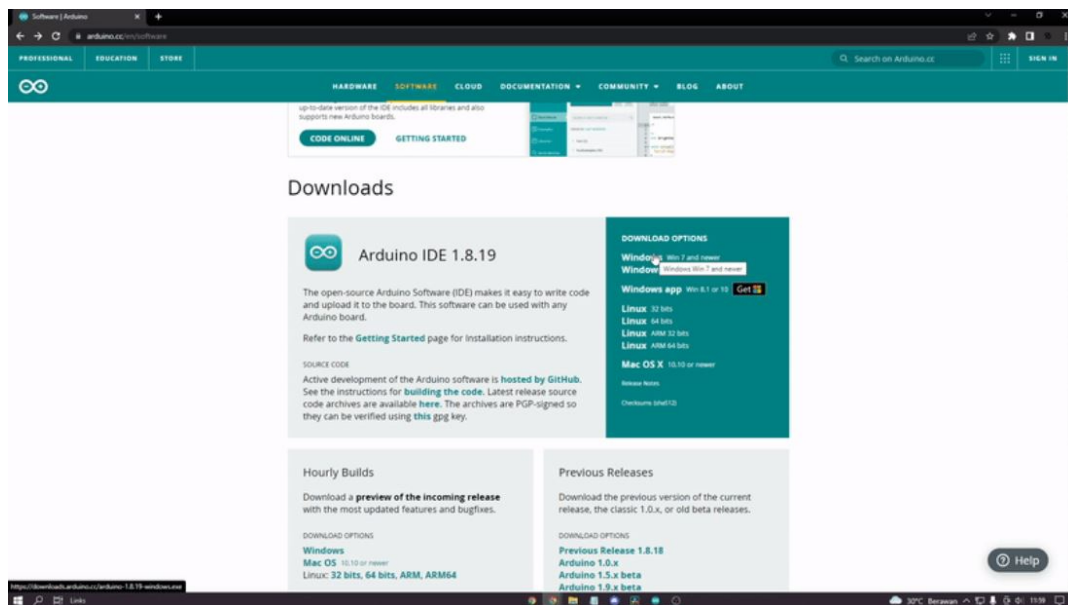 Software | Arduino
arduino.cc/en/software
PROFESSIONAL EDUCATION STORE
Search on Arduino.cc
SIGN IN
HARDWARE SOFTWARE CLOUD DOCUMENTATION COMMUNITY BLOG ABOUT
up-to-date version of the IDE includes all libraries and also
supports new Arduino boards.
CODE ONLINE GETTING STARTED
Downloads
Arduino IDE 1.8.19
The open-source Arduino Software (IDE) makes it easy to write code
and upload it to the board. This software can be used with any
Arduino board.
Refer to the Getting Started page for Installation instructions.
SOURCE CODE
Active development of the Arduino software is hosted by GitHub.
See the instructions for building the code. Latest release source
code archives are available here. The archives are PGP-signed so
they can be verified using this gpg key.
DOWNLOAD OPTIONS
Windows Win 7 and newer
Window
Windows Win 7 and newer
Windows app Win 8.1 or 10 Get
Linux 32 bits
Linux 64 bits
Linux ARM 32 bits
Linux ARM 64 bits
Mac OS X 10.10 or newer
Release Notes
Checksums (sha512)
Hourly Builds
Download a preview of the incoming release
with the most updated features and bugfixes.
DOWNLOAD OPTIONS
Windows
Mac OS 10.10 or newer
Linux: 32 bits, 64 bits, ARM, ARM64
Previous Releases
Download the previous version of the current
release, the classic 1.0.x, or old beta releases.
DOWNLOAD OPTIONS
Previous Release 1.8.18
Arduino 1.0.x
Arduino 1.5.x beta
Arduino 1.9.x beta
Help
https://downloads.arduino.cc/arduino-1.8.19-windows.exe
Links
30°C Berawan
11:59